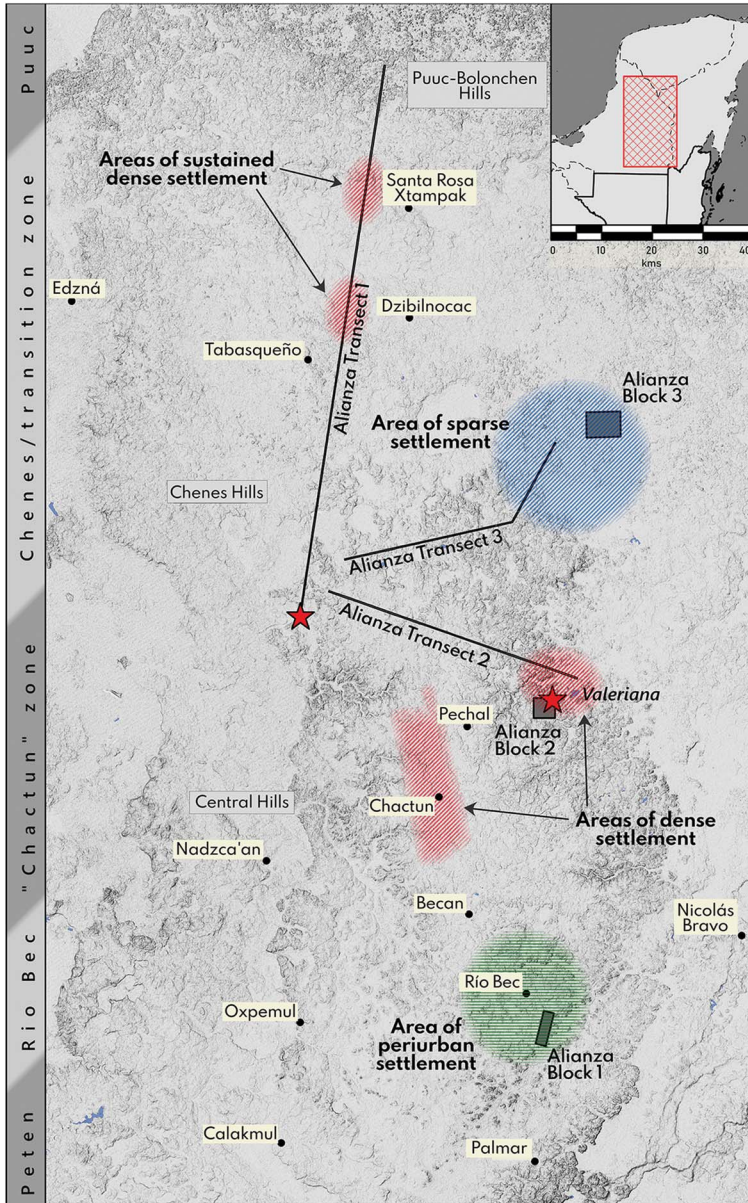 Puuc
Chenes/transition zone
"Chactun" zone
Rio Bec
Peten
Puuc-Bolonchen
Hills
Areas of sustained
dense settlement
Santa Rosa
Xtampak
0 10 20 30 40
kms
Edzná
Dzibilnocac
Tabasqueño
Alianza Transect 1
Alianza
Block 3
Area of sparse
settlement
Chenes Hills
Alianza Transect 3
Alianza Transect 2
Valeriana
Pechal
Alianza
Block 2
Central Hills
Chactun
Areas of dense
settlement
Nadzca'an
Becan
Nicolás
Bravo
Río Bec
Oxpemul
Area of
periurban
settlement
Alianza
Block 1
Calakmul
Palmar